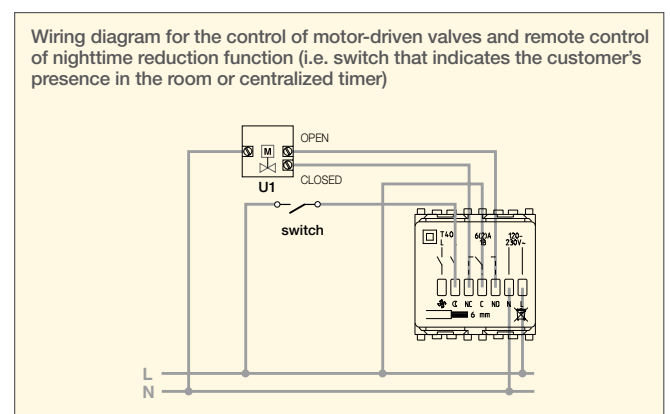 Wiring diagram for the control of motor-driven valves and remote control
of nighttime reduction function (i.e. switch that indicates the customer's
presence in the room or centralized timer)
OPEN
M
U1
CLOSED
switch
T40 6(2)A 120-
L 1B 230V~
NC C NO N L
6 mm
L
N